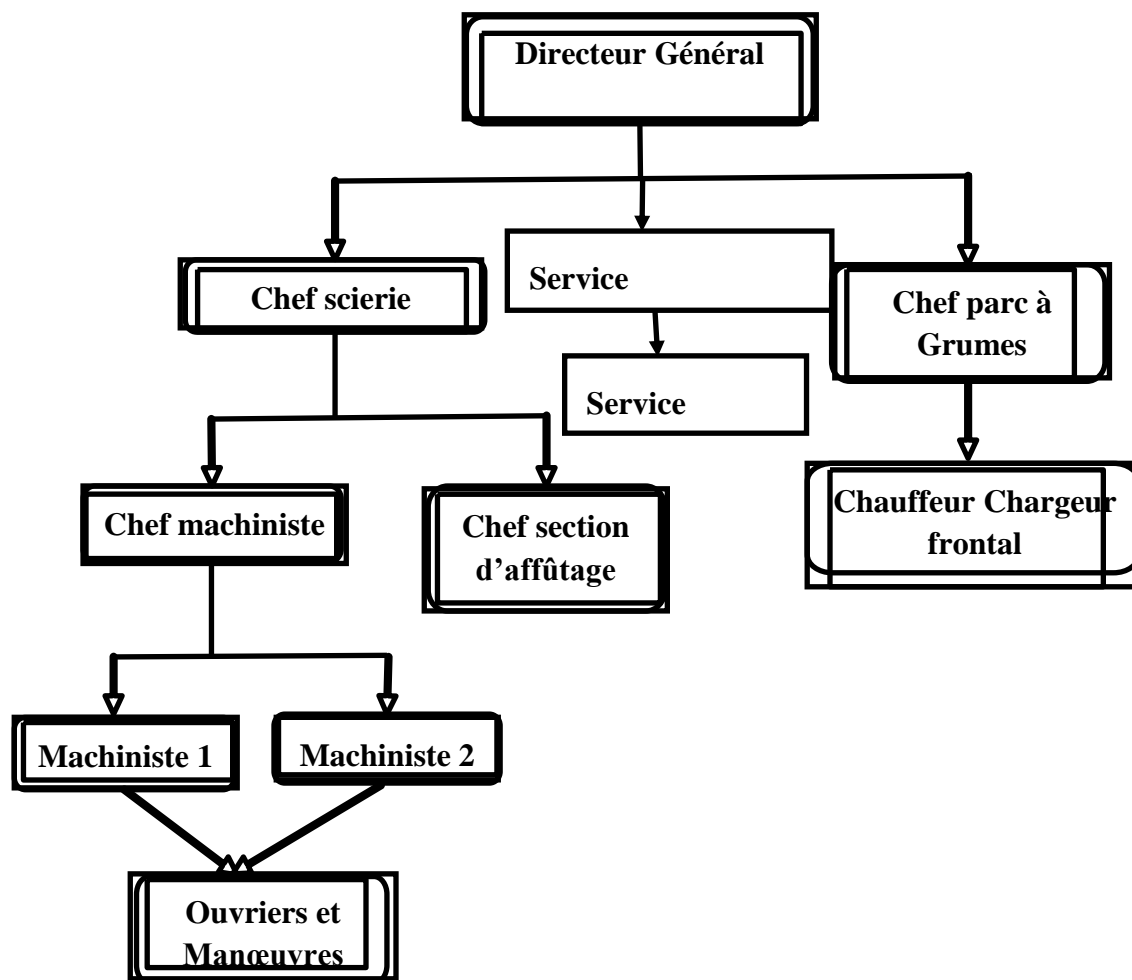 Directeur Général
Service
Chef scierie
Chef parc à
Grumes
Service
Chef machiniste
Chef section
d’affûtage
Chauffeur Chargeur
frontal
Machiniste 1
Machiniste 2
Ouvriers et
Manœuvres